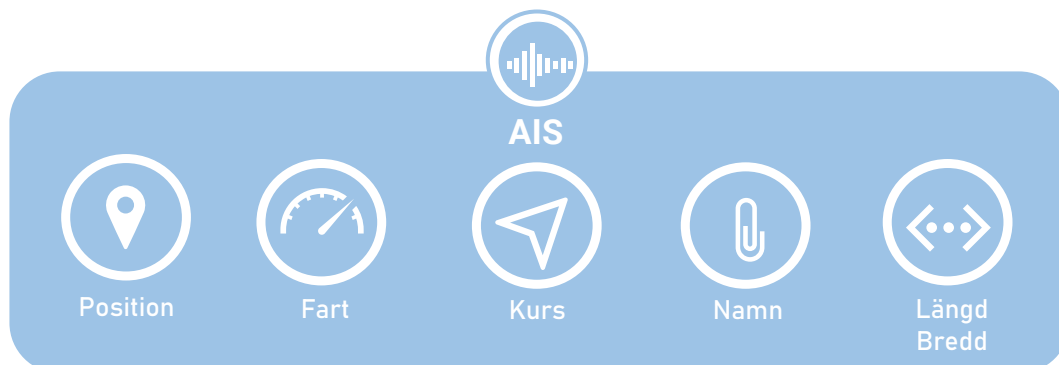 AIS
Position
Fart
Kurs
Namn
Längd
Bredd